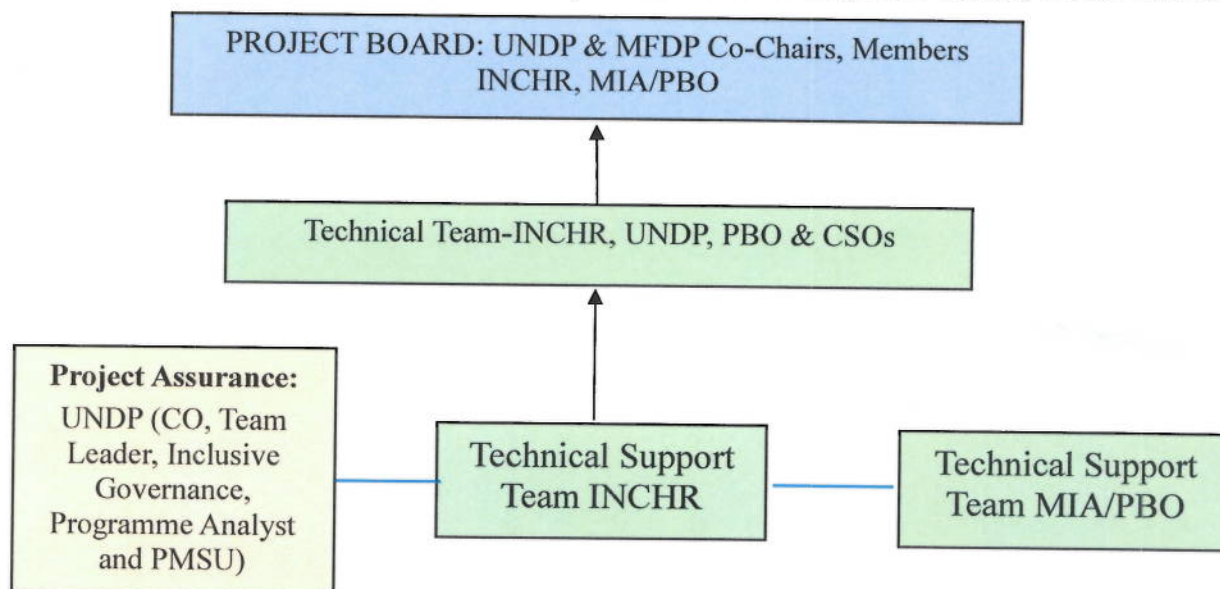 PROJECT BOARD: UNDP & MFDP Co-Chairs, Members
INCHR, MIA/PBO
Technical Team-INCHR, UNDP, PBO & CSOs
Project Assurance:
UNDP (CO, Team
Leader, Inclusive
Governance,
Programme Analyst
and PMSU)
Technical Support
Team INCHR
Technical Support
Team MIA/PBO